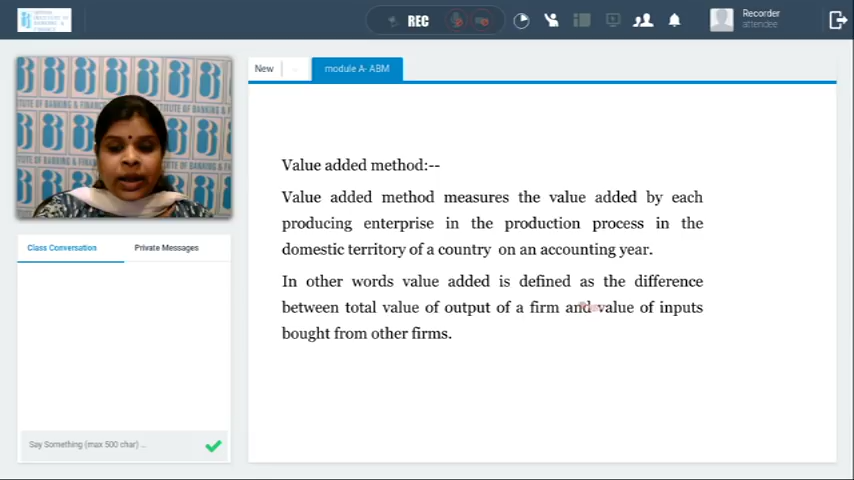 REC
Recorder
attendee
New
module A- ABM
Value added method:--
Value added method measures the value added by each
producing enterprise in the production process in the
domestic territory of a country on an accounting year.
In other words value added is defined as the difference
between total value of output of a firm and value of inputs
bought from other firms.
Class Conversation
Private Messages
Say Something (max 500 char) ...